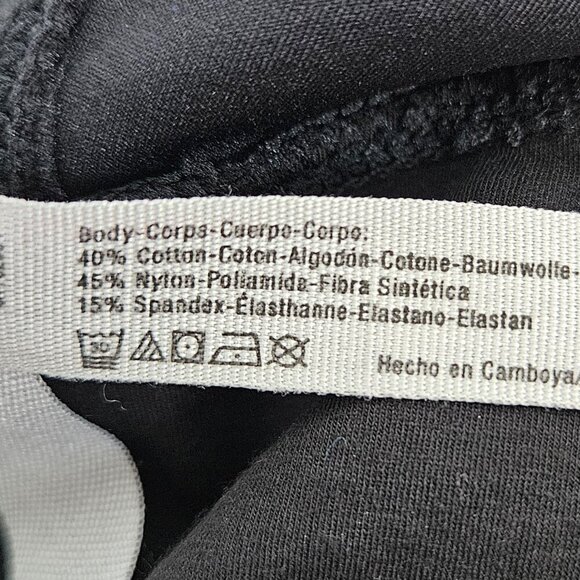 Body-Corps-Cuerpo-Corpo:
40% Cotton-Coton-Algodón-Cotone-Baumwolle-
45% Nylon-Poliamida-Fibra Sintética
15% Spandex-Élasthanne-Elastano-Elastan
30
Hecho en Camboya/